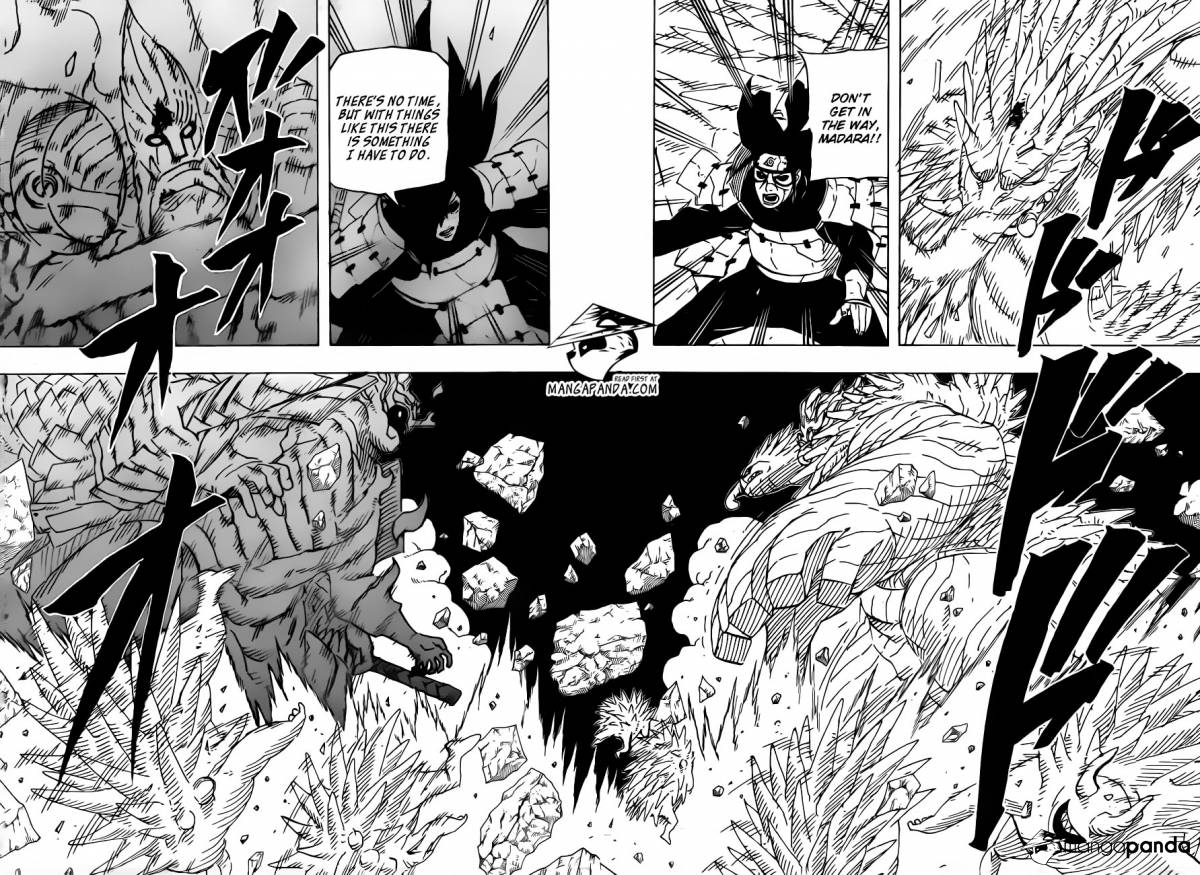 ドドドド
DON'T
GET IN
THE WAY,
MADARA!!
THERE'S NO TIME,
BUT WITH THINGS
LIKE THIS THERE
IS SOMETHING
I HAVE TO DO.
オオオオ
READ FIRST AT
MANGAPANDA.COM
mangapanda